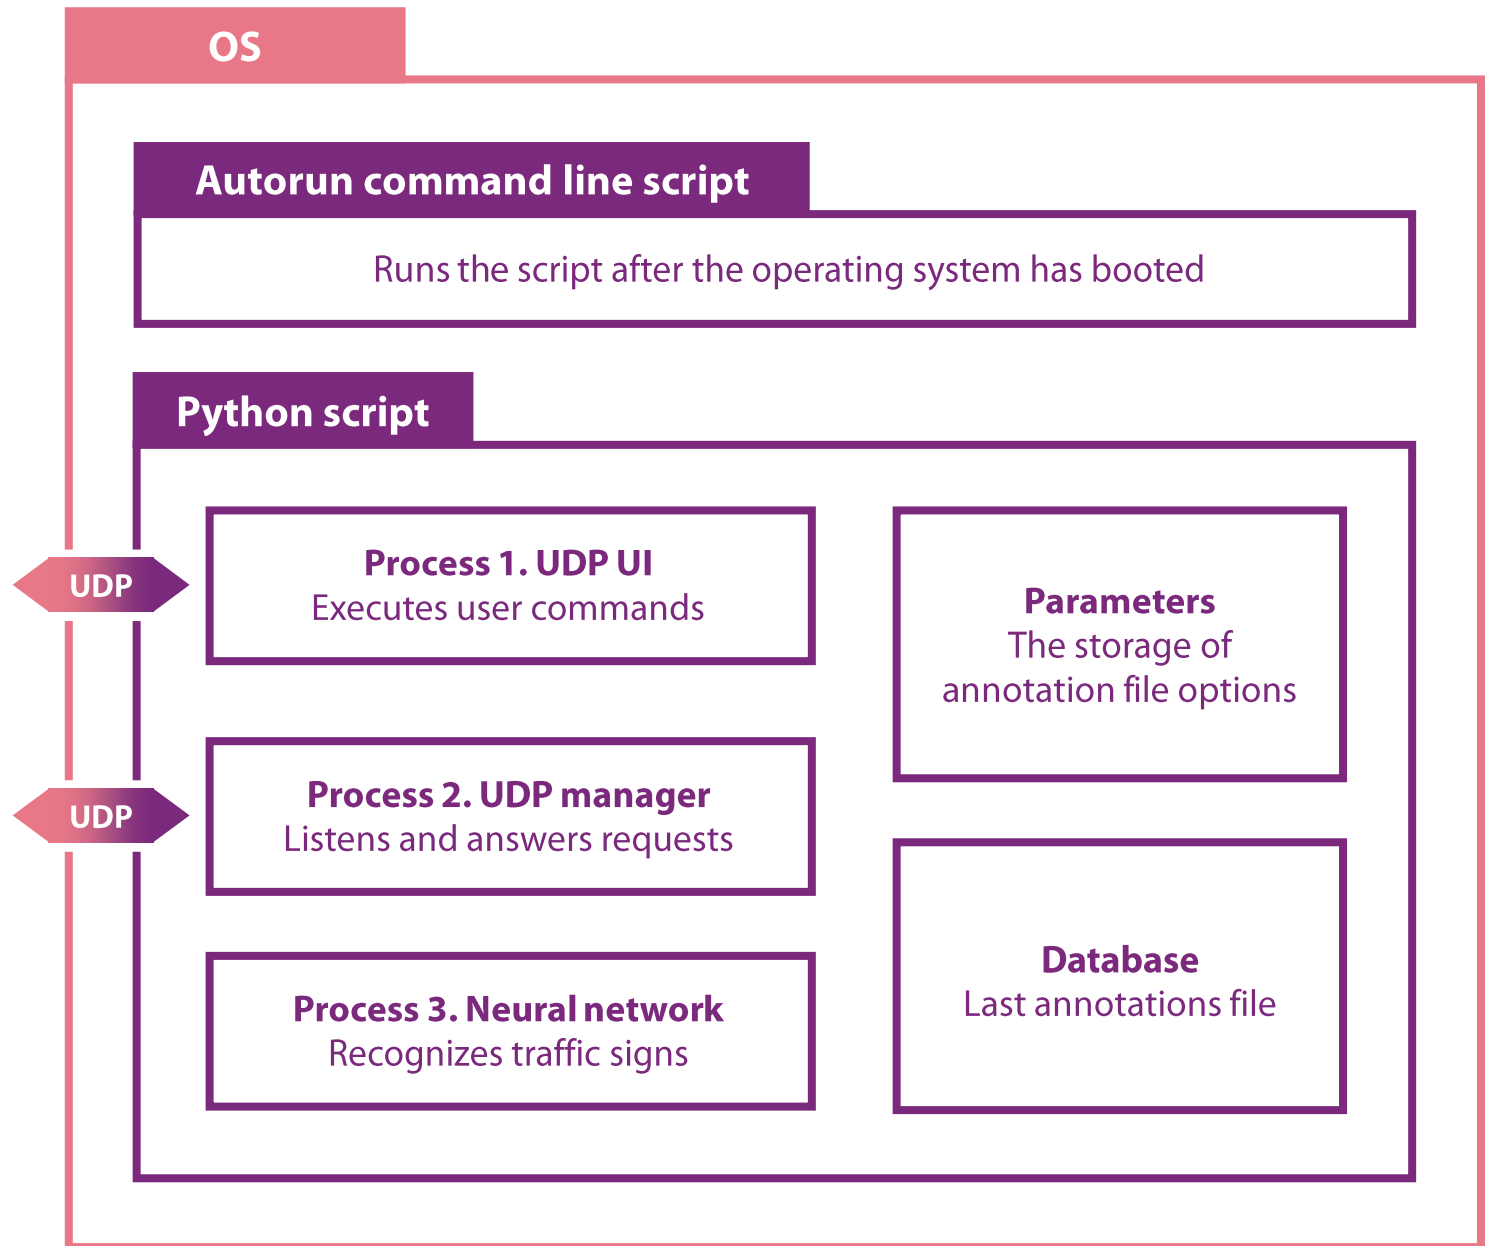 OS
Autorun command line script
Runs the script after the operating system has booted
Python script
UDP
Process 1. UDP UI
Executes user commands
Parameters
The storage of
annotation file options
UDP
Process 2. UDP manager
Listens and answers requests
Database
Last annotations file
Process 3. Neural network
Recognizes traffic signs